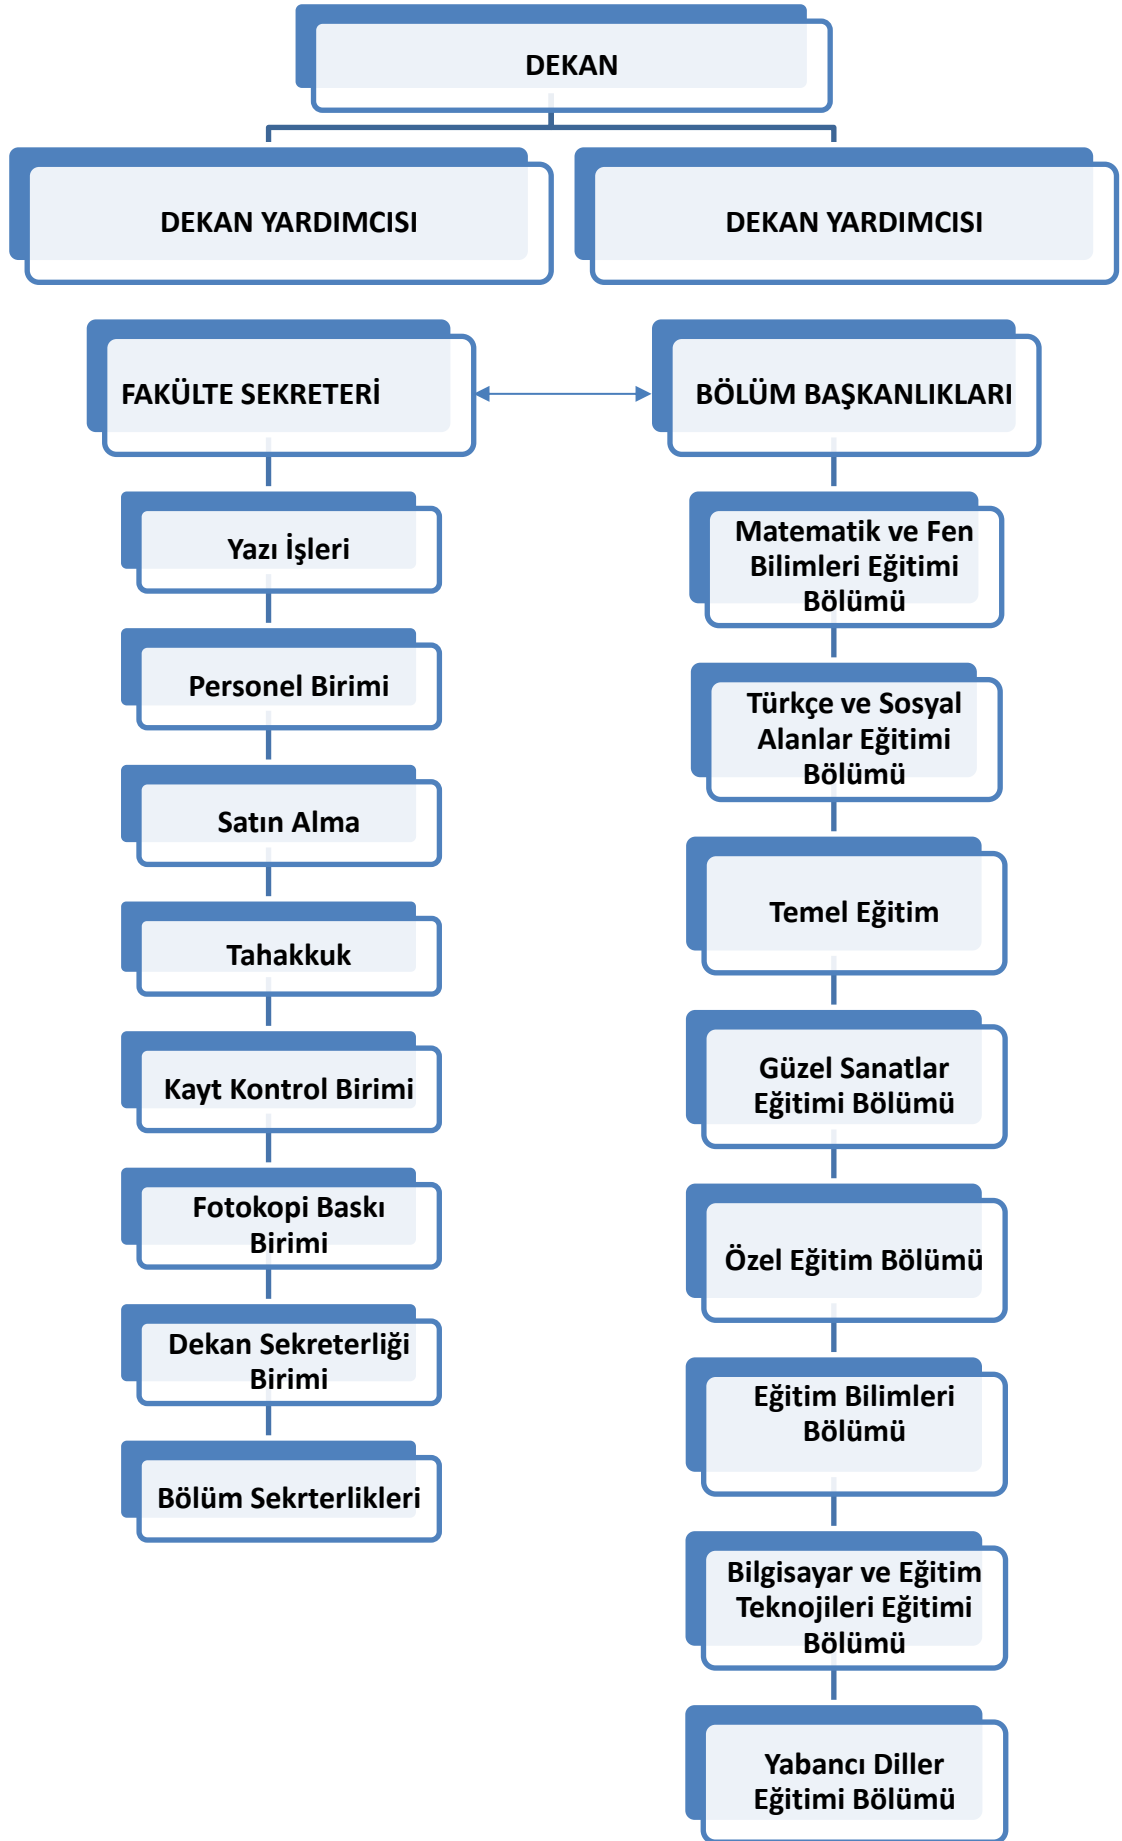 DEKAN
DEKAN YARDIMCISI
DEKAN YARDIMCISI
FAKÜLTE SEKRETERİ
BÖLÜM BAŞKANLIKLARI
Yazı İşleri
Personel Birimi
Satın Alma
Tahakkuk
Kayt Kontrol Birimi
Fotokopi Baskı
Birimi
Dekan Sekreterliği
Birimi
Bölüm Sekrterlikleri
Matematik ve Fen
Bilimleri Eğitimi
Bölümü
Türkçe ve Sosyal
Alanlar Eğitimi
Bölümü
Temel Eğitim
Güzel Sanatlar
Eğitimi Bölümü
Özel Eğitim Bölümü
Eğitim Bilimleri
Bölümü
Bilgisayar ve Eğitim
Teknojileri Eğitimi
Bölümü
Yabancı Diller
Eğitimi Bölümü